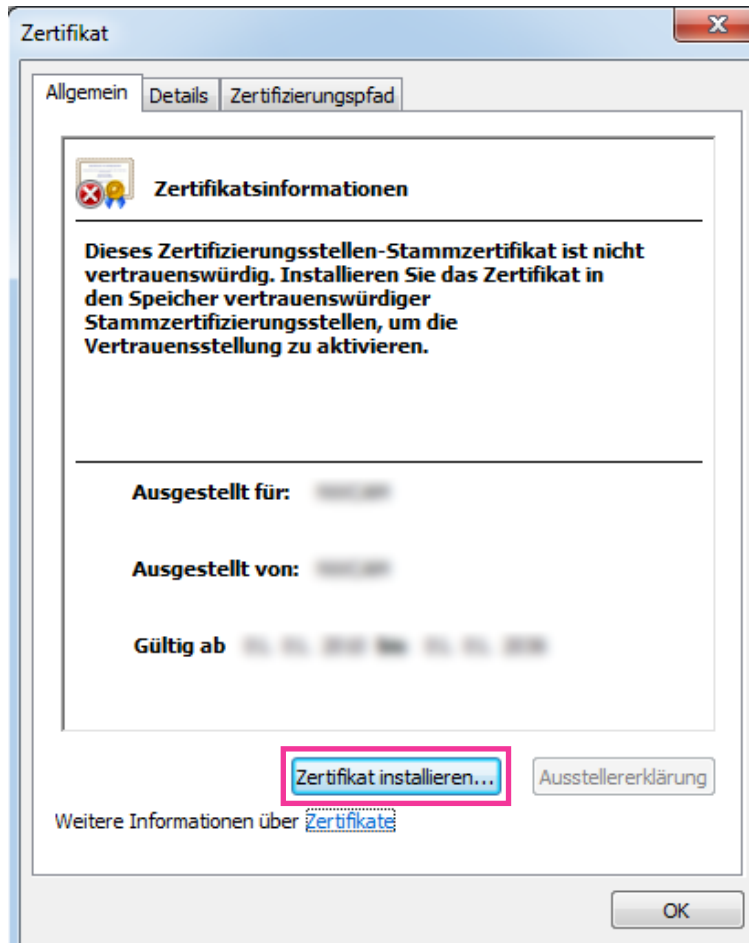 Zertifikat
Allgemein Details Zertifizierungspfad
Zertifikatsinformationen
Dieses Zertifizierungsstellen-Stammzertifikat ist nicht
vertrauenswürdig. Installieren Sie das Zertifikat in
den Speicher vertrauenswürdiger
Stammzertifizierungsstellen, um die
Vertrauensstellung zu aktivieren.
Ausgestellt für:
Ausgestellt von:
Gültig ab
Zertifikat installieren... Ausstellererklärung
Weitere Informationen über Zertifikate
OK